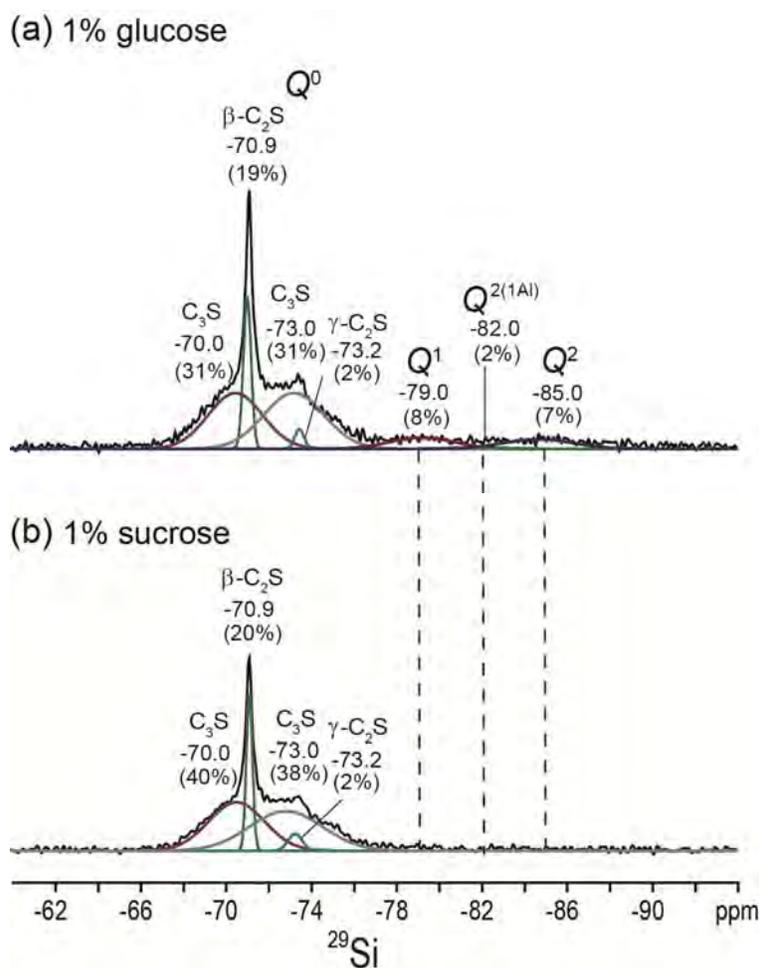 (a) 1% glucose
Q⁰
β-C₂S
-70.9
(19%)
C₃S
-70.0
(31%)
C₃S
-73.0
(31%)
γ-C₂S
-73.2
(2%)
Q¹
-79.0
(8%)
Q²⁽¹ᴬˡ⁾
-82.0
(2%)
Q²
-85.0
(7%)
(b) 1% sucrose
β-C₂S
-70.9
(20%)
C₃S
-70.0
(40%)
C₃S
-73.0
(38%)
γ-C₂S
-73.2
(2%)
-62 -66 -70 -74 -78 -82 -86 -90 ppm
²⁹Si